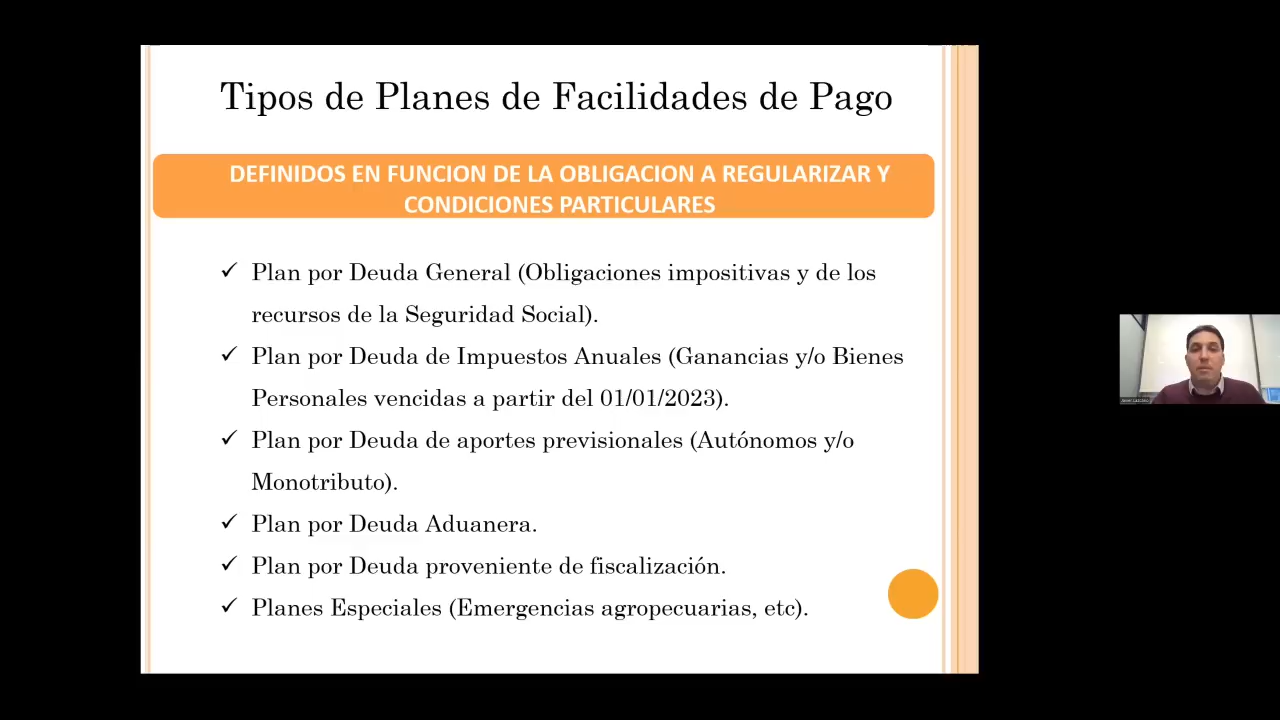 Tipos de Planes de Facilidades de Pago
DEFINIDOS EN FUNCION DE LA OBLIGACION A REGULARIZAR Y
CONDICIONES PARTICULARES
✓ Plan por Deuda General (Obligaciones impositivas y de los
recursos de la Seguridad Social).
✓ Plan por Deuda de Impuestos Anuales (Ganancias y/o Bienes
Personales vencidas a partir del 01/01/2023).
✓ Plan por Deuda de aportes previsionales (Autónomos y/o
Monotributo).
✓ Plan por Deuda Aduanera.
✓ Plan por Deuda proveniente de fiscalización.
✓ Planes Especiales (Emergencias agropecuarias, etc).